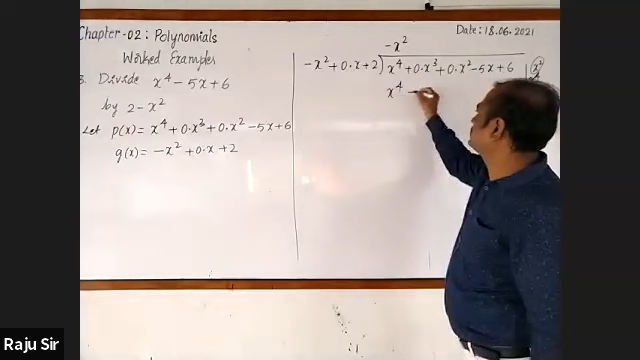 Chapter-02: Polynomials
Worked Examples
3. Divide x⁴ - 5x + 6
by 2 - x²
Let p(x) = x⁴ + 0·x³ + 0·x² - 5x + 6
g(x) = -x² + 0·x + 2
Date: 18.06.2021
-x²
-x² + 0·x + 2) x⁴ + 0·x³ + 0·x² - 5x + 6
x⁴ -
Raju Sir